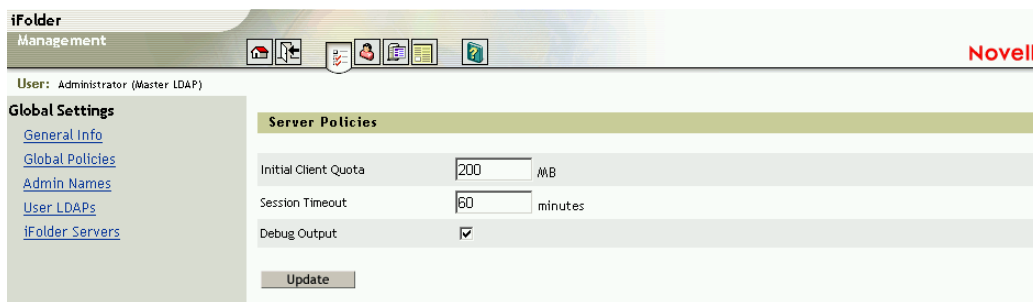 iFolder
Management
Novell
User: Administrator (Master LDAP)
Global Settings
General Info
Global Policies
Admin Names
User LDAPs
iFolder Servers
Server Policies
Initial Client Quota 200 MB
Session Timeout 60 minutes
Debug Output
Update